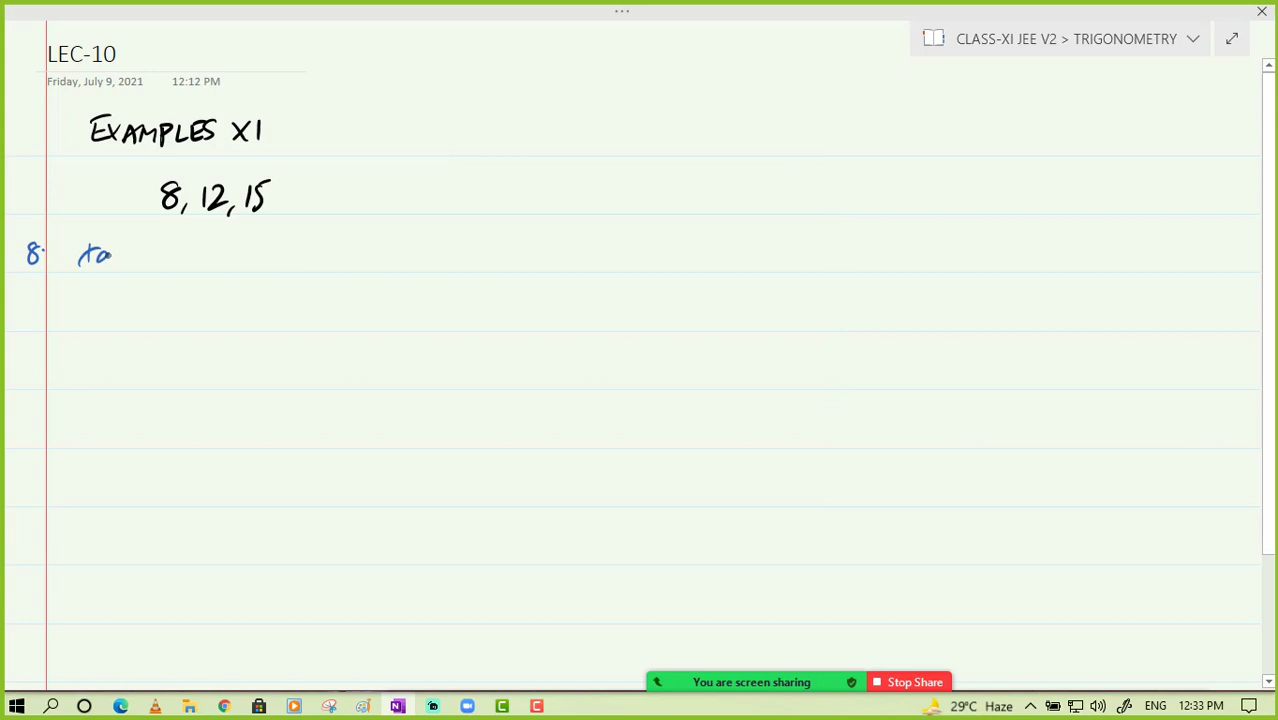 LEC-10
CLASS-XI JEE V2 > TRIGONOMETRY
Friday, July 9, 2021 12:12 PM
EXAMPLES XI
8, 12, 15
8.
You are screen sharing Stop Share
29°C Haze ENG 12:33 PM